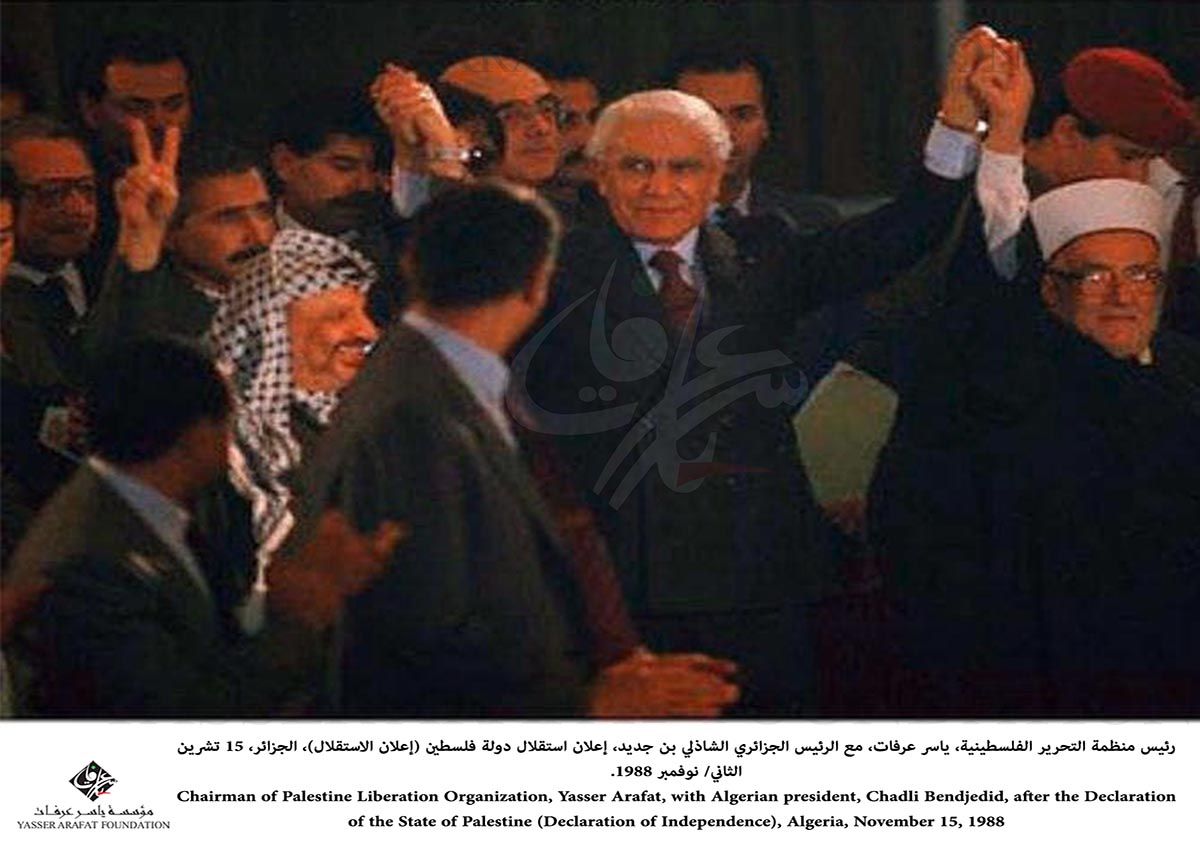 رئيس منظمة التحرير الفلسطينية، ياسر عرفات، مع الرئيس الجزائري الشاذلي بن جديد، إعلان استقلال دولة فلسطين (إعلان الاستقلال)، الجزائر، 15 تشرين
الثاني/ نوفمبر 1988.
Chairman of Palestine Liberation Organization, Yasser Arafat, with Algerian president, Chadli Bendjedid, after the Declaration
of the State of Palestine (Declaration of Independence), Algeria, November 15, 1988
مؤسسة ياسر عرفات
YASSER ARAFAT FOUNDATION
ياسر عرفات